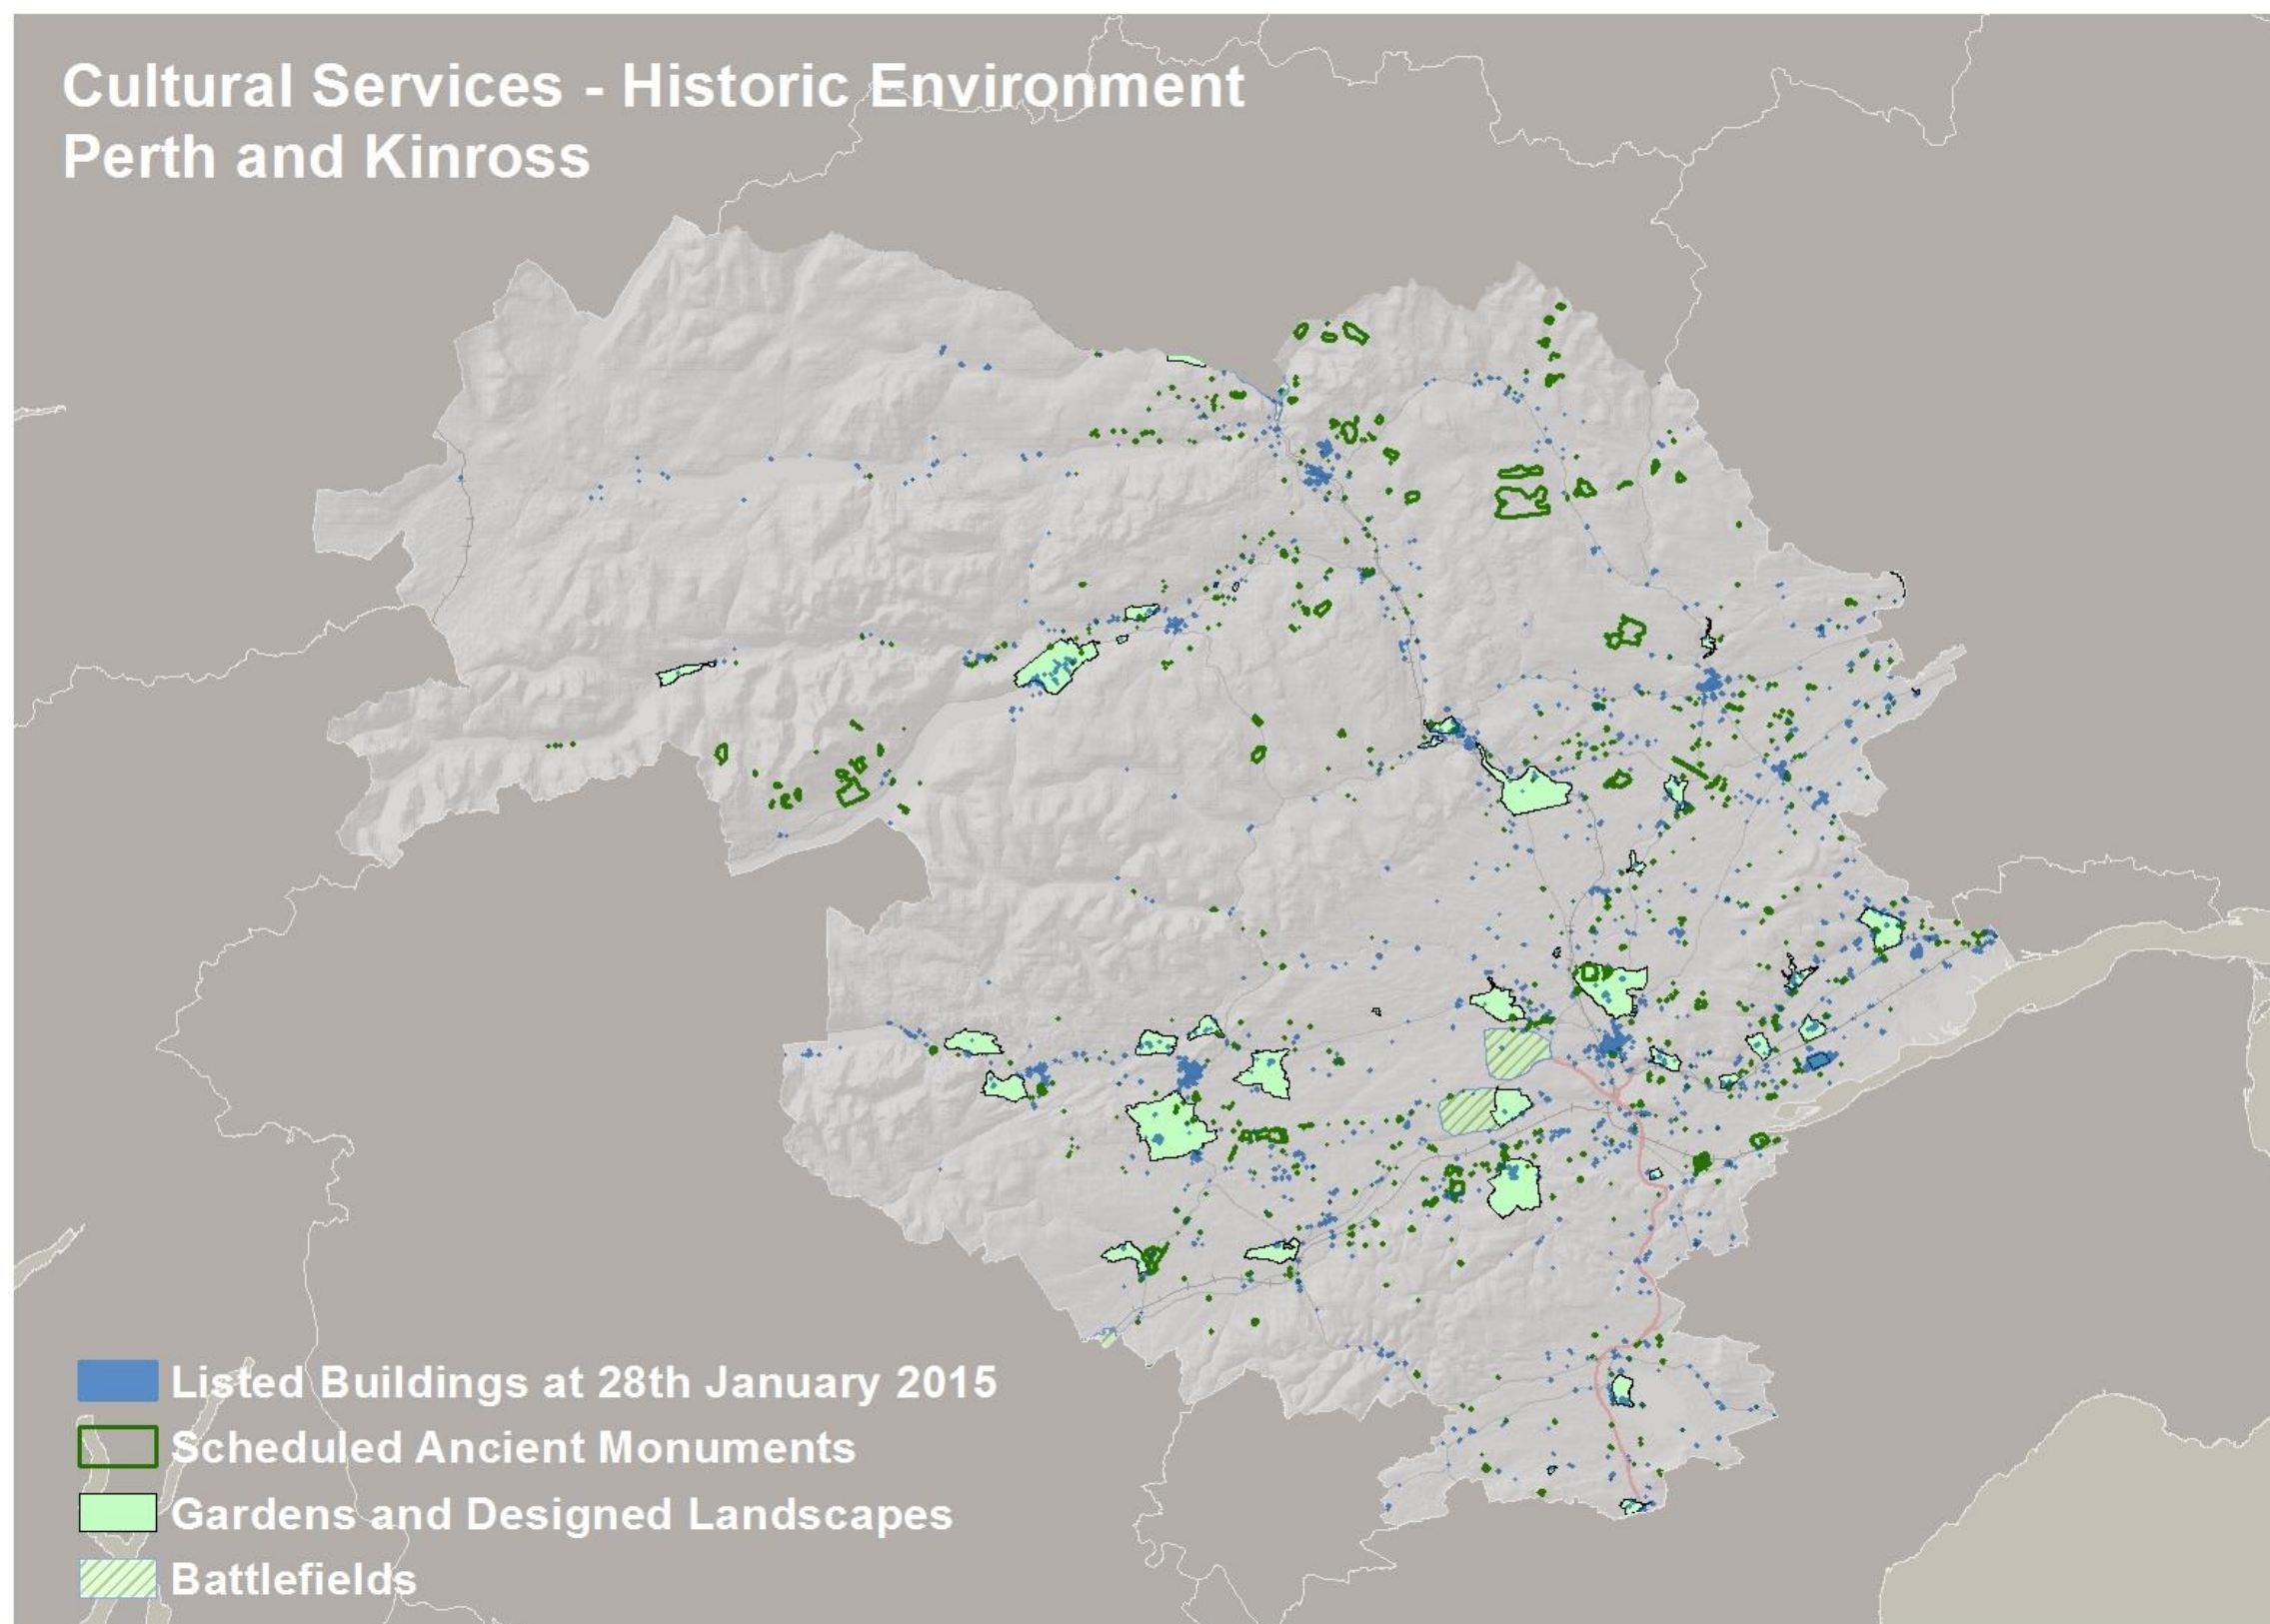 Cultural Services - Historic Environment
Perth and Kinross
Listed Buildings at 28th January 2015
Scheduled Ancient Monuments
Gardens and Designed Landscapes
Battlefields